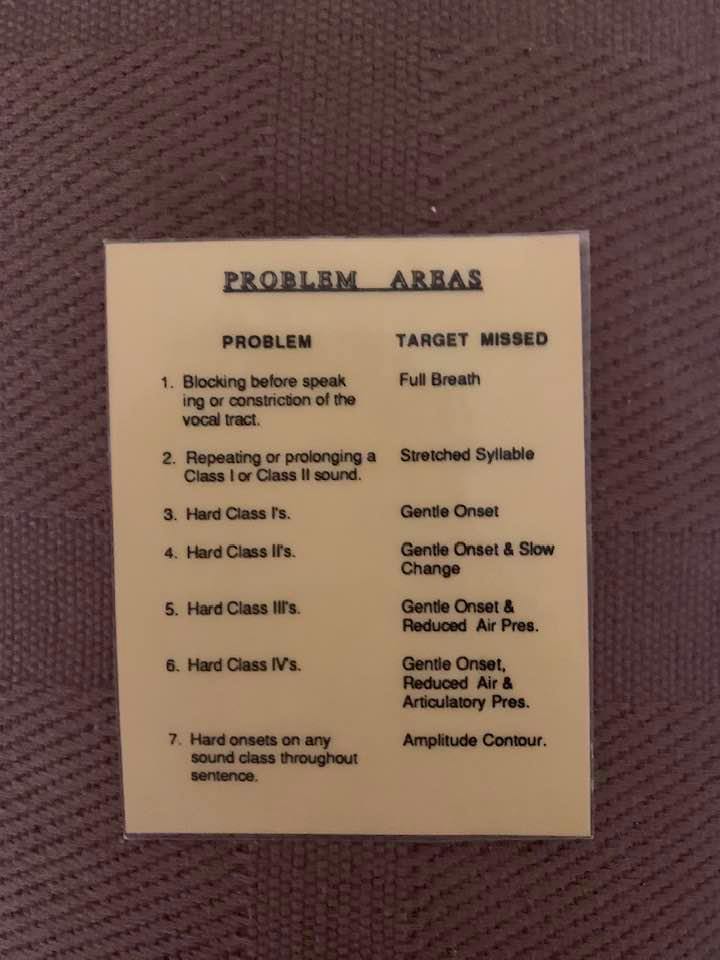 PROBLEM AREAS
PROBLEM TARGET MISSED
1. Blocking before speak Full Breath
ing or constriction of the
vocal tract.
2. Repeating or prolonging a Stretched Syllable
Class I or Class II sound.
3. Hard Class I's. Gentle Onset
4. Hard Class II's. Gentle Onset & Slow
Change
5. Hard Class III's. Gentle Onset &
Reduced Air Pres.
6. Hard Class IV's. Gentle Onset,
Reduced Air &
Articulatory Pres.
7. Hard onsets on any Amplitude Contour.
sound class throughout
sentence.